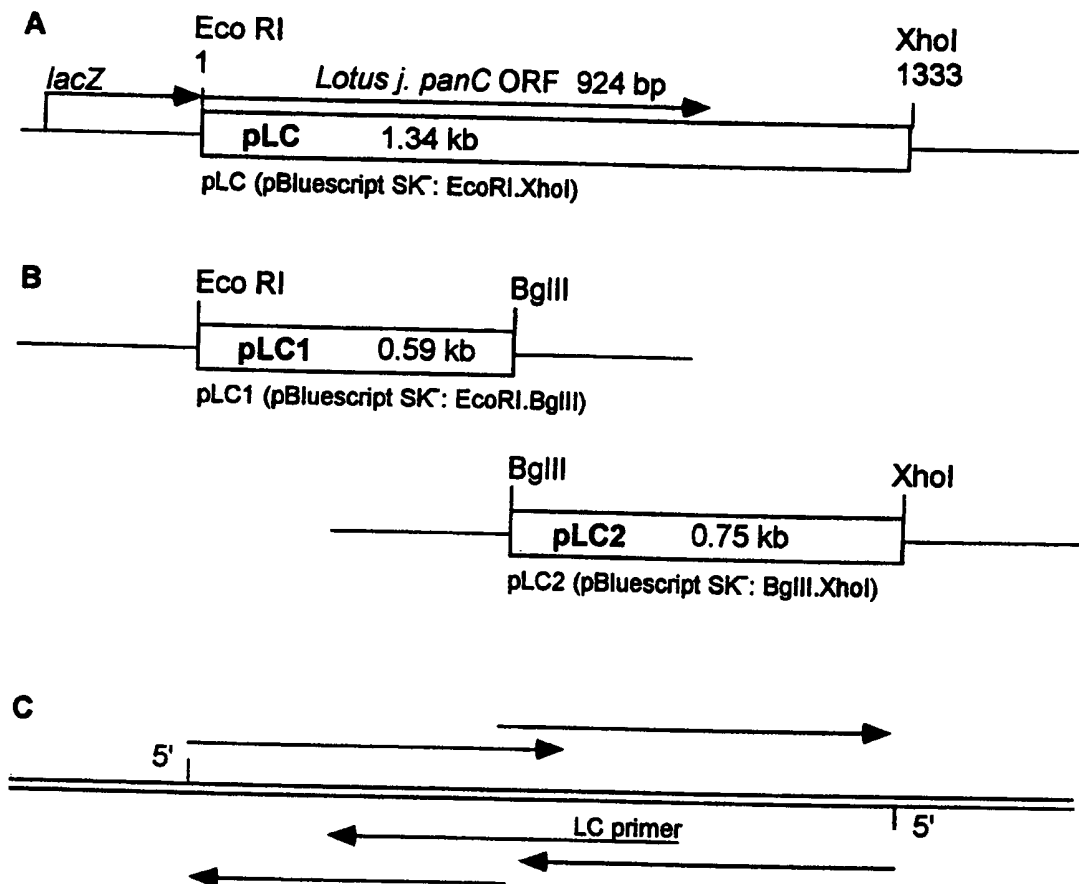 A
Eco RI
1
XhoI
1333
lacZ
Lotus j. panC ORF 924 bp
pLC 1.34 kb
pLC (pBluescript SK⁻: EcoRI.XhoI)
B
Eco RI
BglII
pLC1 0.59 kb
pLC1 (pBluescript SK⁻: EcoRI.BglII)
BglII
XhoI
pLC2 0.75 kb
pLC2 (pBluescript SK⁻: BglII.XhoI)
C
5'
LC primer
5'